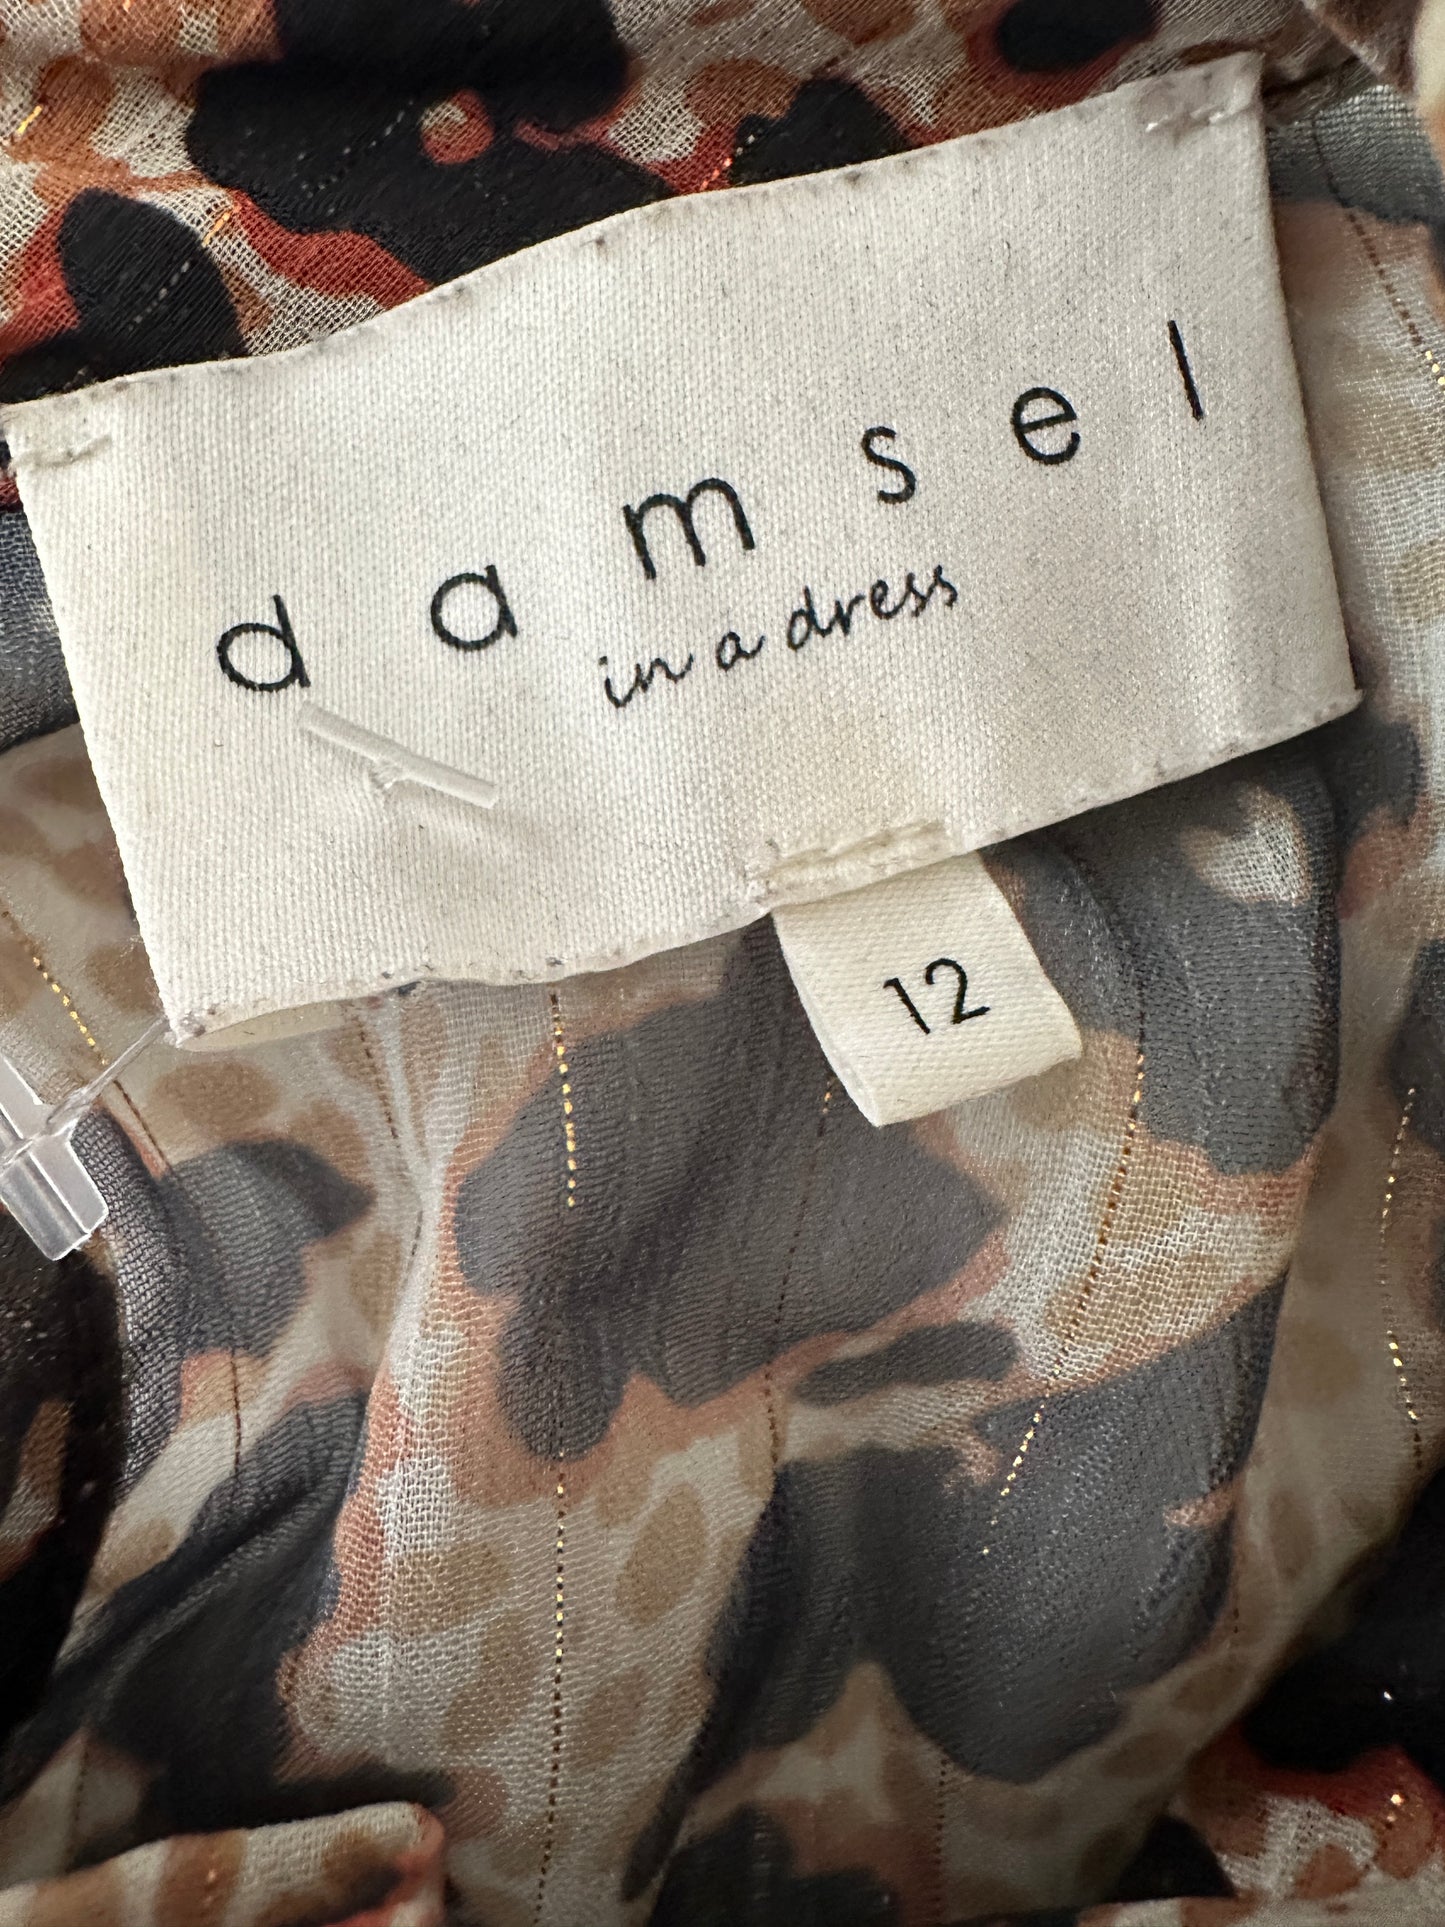 damsel
in a dress
12